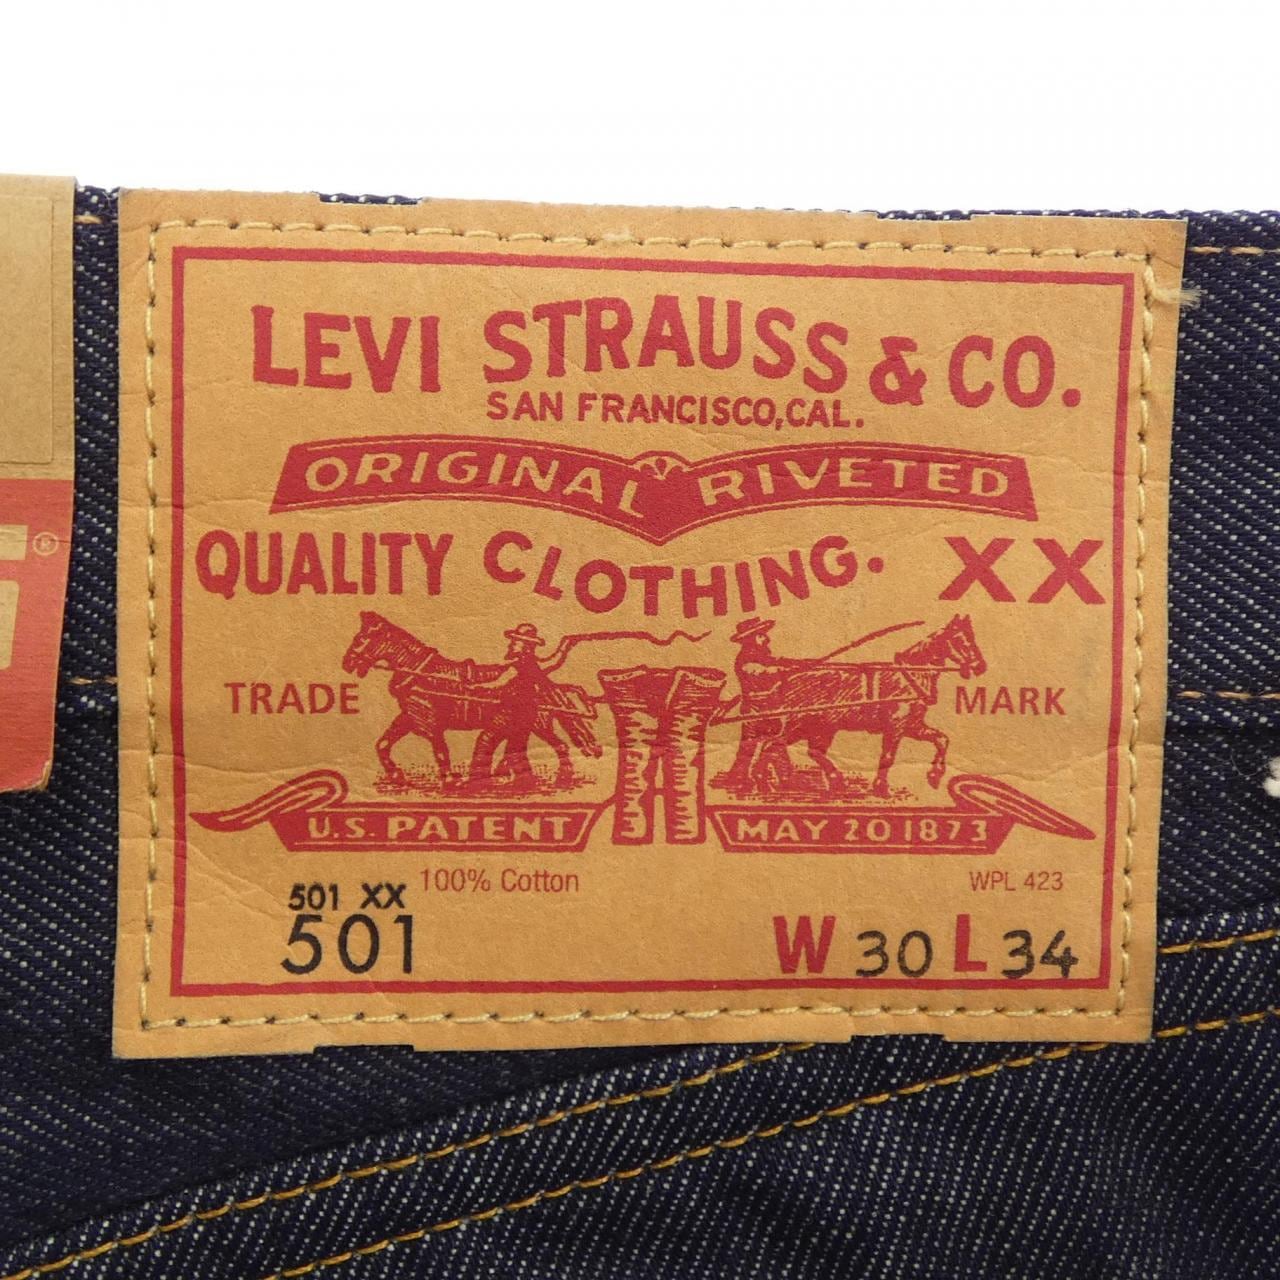 LEVI STRAUSS & CO.
SAN FRANCISCO, CAL.
ORIGINAL RIVETED
QUALITY CLOTHING. XX
TRADE MARK
U.S. PATENT MAY 20 1873
100% Cotton WPL 423
501 XX
501 W 30 L 34
®